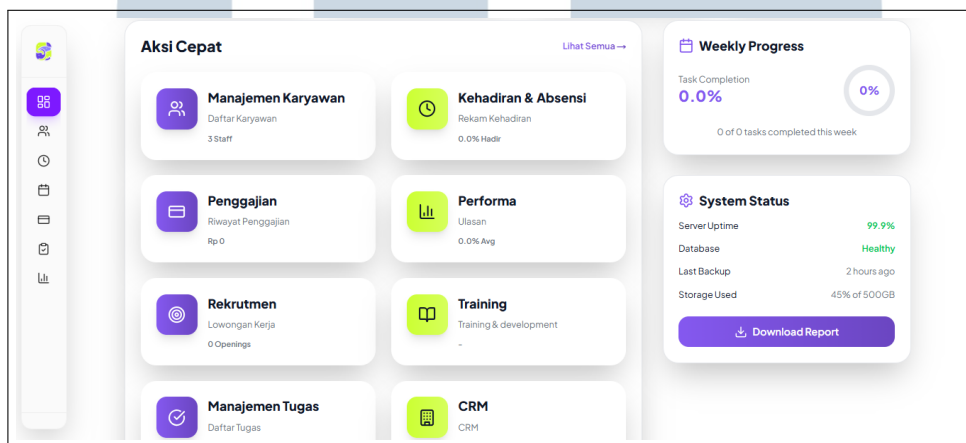 Aksi Cepat
Lihat Semua →
Manajemen Karyawan
Daftar Karyawan
3 Staff
Kehadiran & Absensi
Rekam Kehadiran
0.0% Hadir
Penggajian
Riwayat Penggajian
Rp 0
Performa
Ulasan
0.0% Avg
Rekrutmen
Lowongan Kerja
0 Openings
Training
Training & development
-
Manajemen Tugas
Daftar Tugas
CRM
CRM
Weekly Progress
Task Completion
0.0%
0%
0 of 0 tasks completed this week
System Status
Server Uptime 99.9%
Database Healthy
Last Backup 2 hours ago
Storage Used 45% of 500GB
Download Report